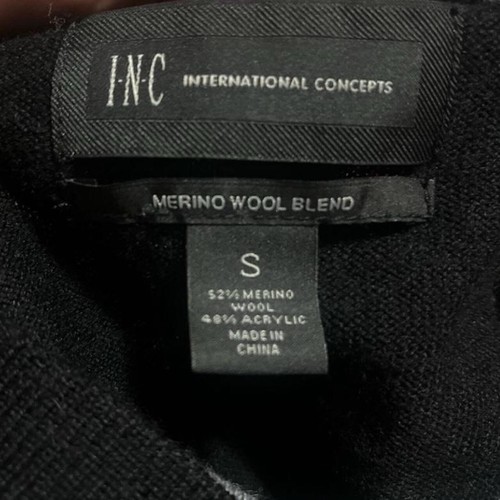 I·N·C INTERNATIONAL CONCEPTS
MERINO WOOL BLEND
S
52% MERINO
WOOL
48% ACRYLIC
MADE IN
CHINA